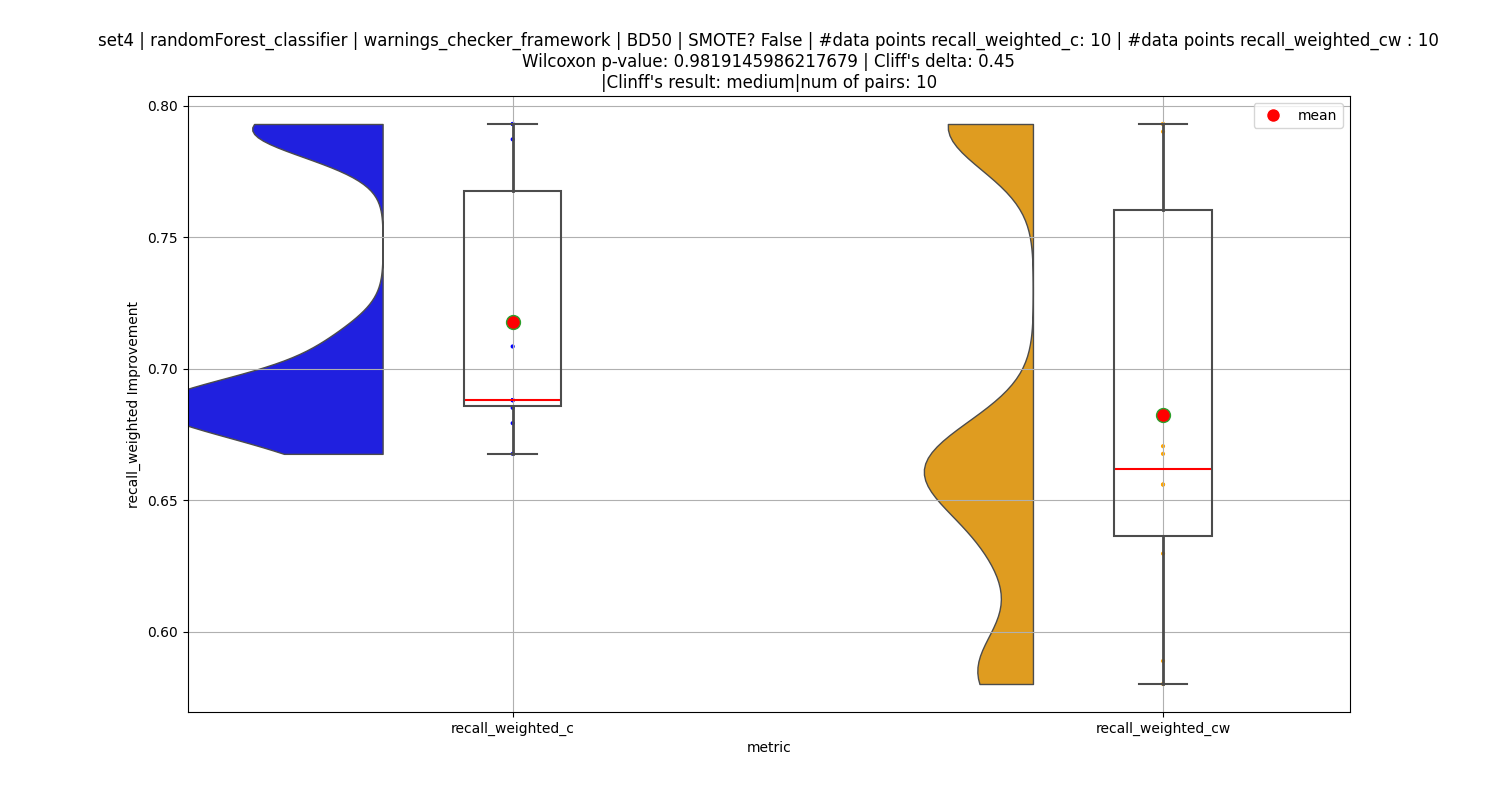 set4 | randomForest_classifier | warnings_checker_framework | BD50 | SMOTE? False | #data points recall_weighted_c: 10 | #data points recall_weighted_cw : 10
Wilcoxon p-value: 0.9819145986217679 | Cliff's delta: 0.45
|Clinff's result: medium|num of pairs: 10
mean
0.80
0.75
0.70
0.65
0.60
recall_weighted Improvement
recall_weighted_c
recall_weighted_cw
metric